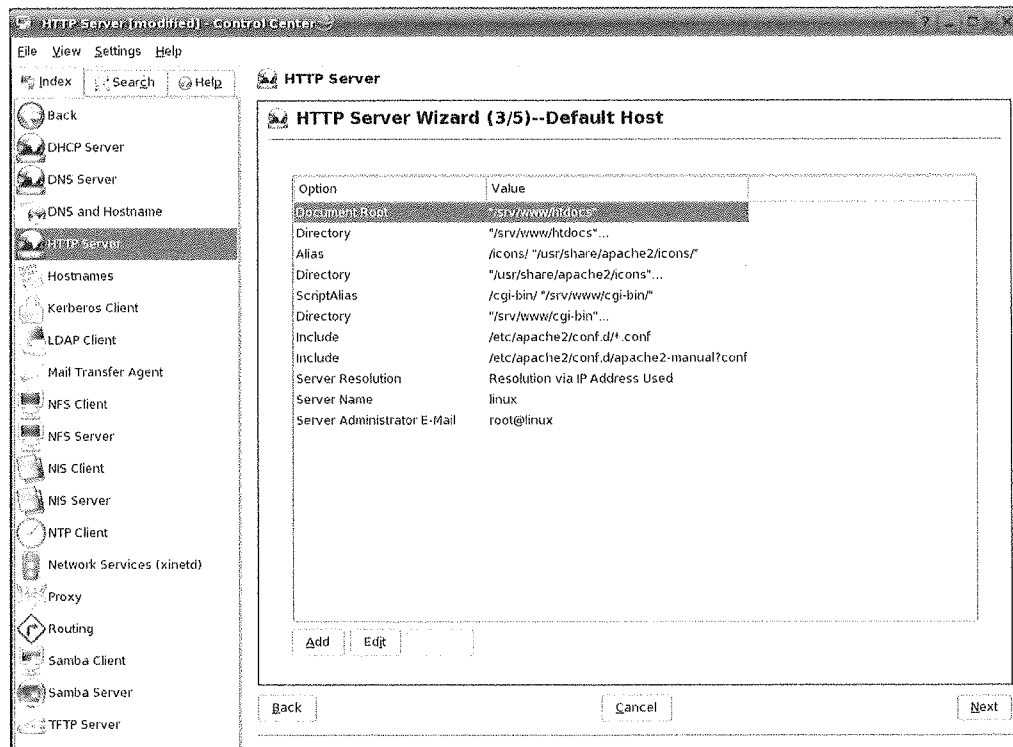 HTTP Server [modified] - Control Center
File View Settings Help
Index Search Help
Back
DHCP Server
DNS Server
DNS and Hostname
HTTP Server
Hostnames
Kerberos Client
LDAP Client
Mail Transfer Agent
NFS Client
NFS Server
NIS Client
NIS Server
NTP Client
Network Services (xinetd)
Proxy
Routing
Samba Client
Samba Server
TFTP Server
HTTP Server
HTTP Server Wizard (3/5)--Default Host
Option Value
Document Root "/srv/www/htdocs"
Directory "/srv/www/htdocs"...
Alias /icons/ "/usr/share/apache2/icons/"
Directory "/usr/share/apache2/icons"...
ScriptAlias /cgi-bin/ "/srv/www/cgi-bin/"
Directory "/srv/www/cgi-bin"...
Include /etc/apache2/conf.d/*.conf
Include /etc/apache2/conf.d/apache2-manual?conf
Server Resolution Resolution via IP Address Used
Server Name linux
Server Administrator E-Mail root@linux
Add Edit
Back Cancel Next